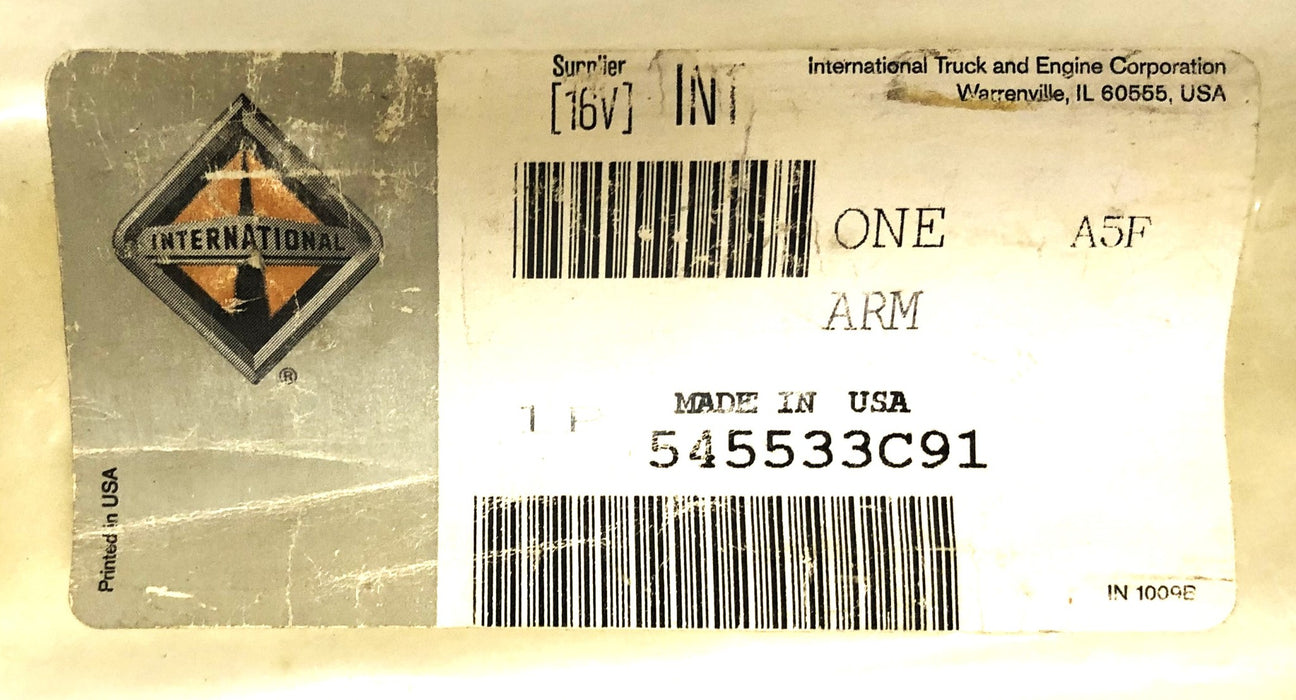 INTERNATIONAL
®
Printed in USA
Supplier
[16V] INT
International Truck and Engine Corporation
Warrenville, IL 60555, USA
ONE A5F
ARM
1 P
MADE IN USA
545533C91
IN 1009B